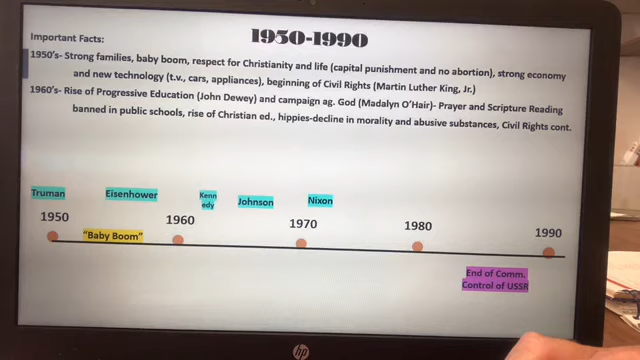 1950-1990
Important Facts:
1950's- Strong families, baby boom, respect for Christianity and life (capital punishment and no abortion), strong economy
and new technology (t.v., cars, appliances), beginning of Civil Rights (Martin Luther King, Jr.)
1960's- Rise of Progressive Education (John Dewey) and campaign ag. God (Madalyn O'Hair)- Prayer and Scripture Reading
banned in public schools, rise of Christian ed., hippies-decline in morality and abusive substances, Civil Rights cont.
Truman Eisenhower Kenn
edy Johnson Nixon
1950 1960 1970 1980 1990
"Baby Boom"
End of Comm.
Control of USSR
hp